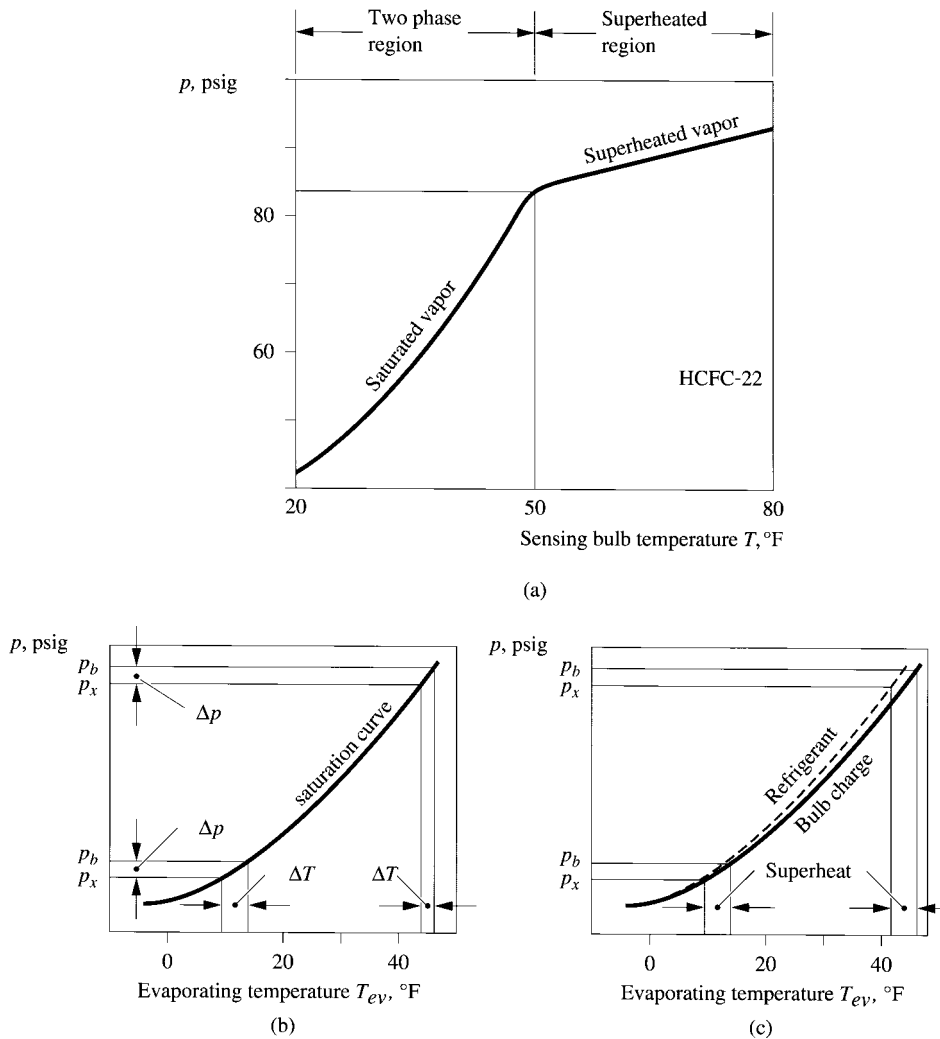 Two phase
region
Superheated
region
p, psig
Superheated vapor
80
Saturated vapor
60
HCFC-22
20
50
80
Sensing bulb temperature T, °F
(a)
p, psig
p_b
p_x
Δp
saturation curve
Δp
p_b
p_x
ΔT
ΔT
0
20
40
Evaporating temperature T_ev, °F
(b)
p, psig
p_b
p_x
Refrigerant
Bulb charge
p_b
p_x
Superheat
0
20
40
Evaporating temperature T_ev, °F
(c)